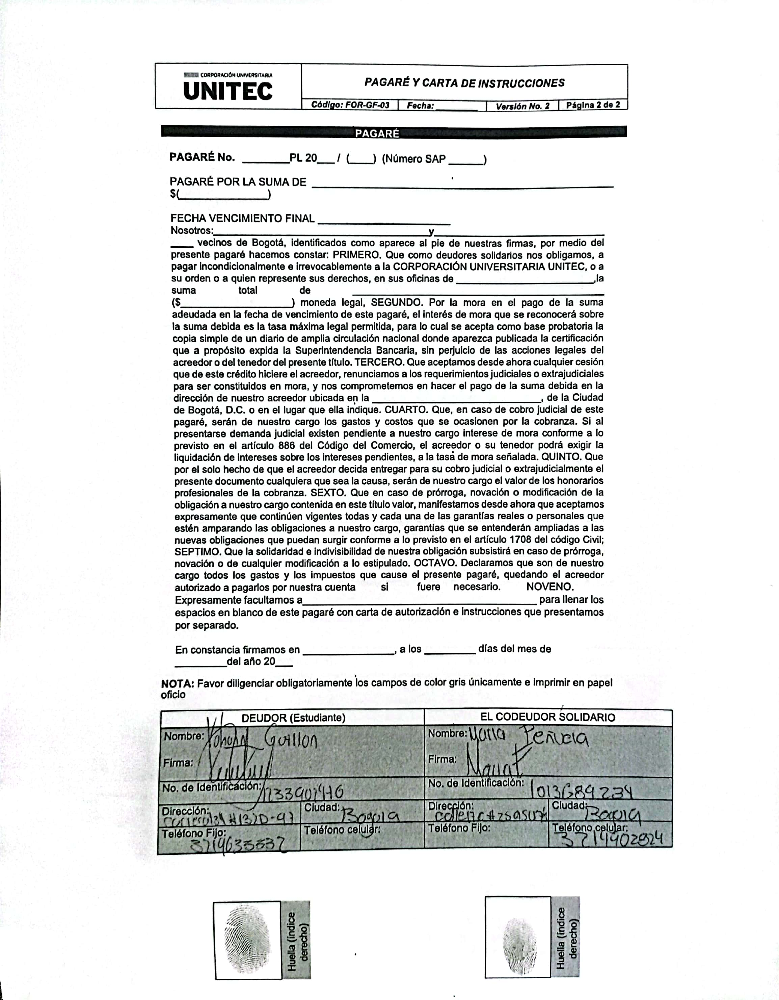 CORPORACIÓN UNIVERSITARIA
UNITEC
PAGARÉ Y CARTA DE INSTRUCCIONES
Código: FOR-GF-03 Fecha:________ Versión No. 2 Página 2 de 2
PAGARÉ
PAGARÉ No. ________PL 20___ / (____) (Número SAP ______)
PAGARÉ POR LA SUMA DE ________________
$(_______________)
FECHA VENCIMIENTO FINAL ________________
Nosotros:________________y________________
____ vecinos de Bogotá, identificados como aparece al pie de nuestras firmas, por medio del
presente pagaré hacemos constar: PRIMERO. Que como deudores solidarios nos obligamos, a
pagar incondicionalmente e irrevocablemente a la CORPORACIÓN UNIVERSITARIA UNITEC, o a
su orden o a quien represente sus derechos, en sus oficinas de ________________,la
suma total de ________________
($________________) moneda legal, SEGUNDO. Por la mora en el pago de la suma
adeudada en la fecha de vencimiento de este pagaré, el interés de mora que se reconocerá sobre
la suma debida es la tasa máxima legal permitida, para lo cual se acepta como base probatoria la
copia simple de un diario de amplia circulación nacional donde aparezca publicada la certificación
que a propósito expida la Superintendencia Bancaria, sin perjuicio de las acciones legales del
acreedor o del tenedor del presente título. TERCERO. Que aceptamos desde ahora cualquier cesión
que de este crédito hiciere el acreedor, renunciamos a los requerimientos judiciales o extrajudiciales
para ser constituidos en mora, y nos comprometemos en hacer el pago de la suma debida en la
dirección de nuestro acreedor ubicada en la ________________, de la Ciudad
de Bogotá, D.C. o en el lugar que ella indique. CUARTO. Que, en caso de cobro judicial de este
pagaré, serán de nuestro cargo los gastos y costos que se ocasionen por la cobranza. Si al
presentarse demanda judicial existen pendiente a nuestro cargo interese de mora conforme a lo
previsto en el artículo 886 del Código del Comercio, el acreedor o su tenedor podrá exigir la
liquidación de intereses sobre los intereses pendientes, a la tasa de mora señalada. QUINTO. Que
por el solo hecho de que el acreedor decida entregar para su cobro judicial o extrajudicialmente el
presente documento cualquiera que sea la causa, serán de nuestro cargo el valor de los honorarios
profesionales de la cobranza. SEXTO. Que en caso de prórroga, novación o modificación de la
obligación a nuestro cargo contenida en este título valor, manifestamos desde ahora que aceptamos
expresamente que continúen vigentes todas y cada una de las garantías reales o personales que
estén amparando las obligaciones a nuestro cargo, garantías que se entenderán ampliadas a las
nuevas obligaciones que puedan surgir conforme a lo previsto en el artículo 1708 del código Civil;
SEPTIMO. Que la solidaridad e indivisibilidad de nuestra obligación subsistirá en caso de prórroga,
novación o de cualquier modificación a lo estipulado. OCTAVO. Declaramos que son de nuestro
cargo todos los gastos y los impuestos que cause el presente pagaré, quedando el acreedor
autorizado a pagarlos por nuestra cuenta si fuere necesario. NOVENO.
Expresamente facultamos a________________ para llenar los
espacios en blanco de este pagaré con carta de autorización e instrucciones que presentamos
por separado.
En constancia firmamos en ________________, a los ________ días del mes de
________del año 20___
NOTA: Favor diligenciar obligatoriamente los campos de color gris únicamente e imprimir en papel
oficio
DEUDOR (Estudiante) EL CODEUDOR SOLIDARIO
Nombre: Nombre: Maria Peñuela
Firma: Firma:
No. de Identificación: No. de Identificación: 1013689234
Dirección: Ciudad: Bogota Dirección: Ciudad: Bogota
Teléfono Fijo: Teléfono celular: Teléfono Fijo: Teléfono celular:
Huella (índice
derecho)
Huella (índice
derecho)